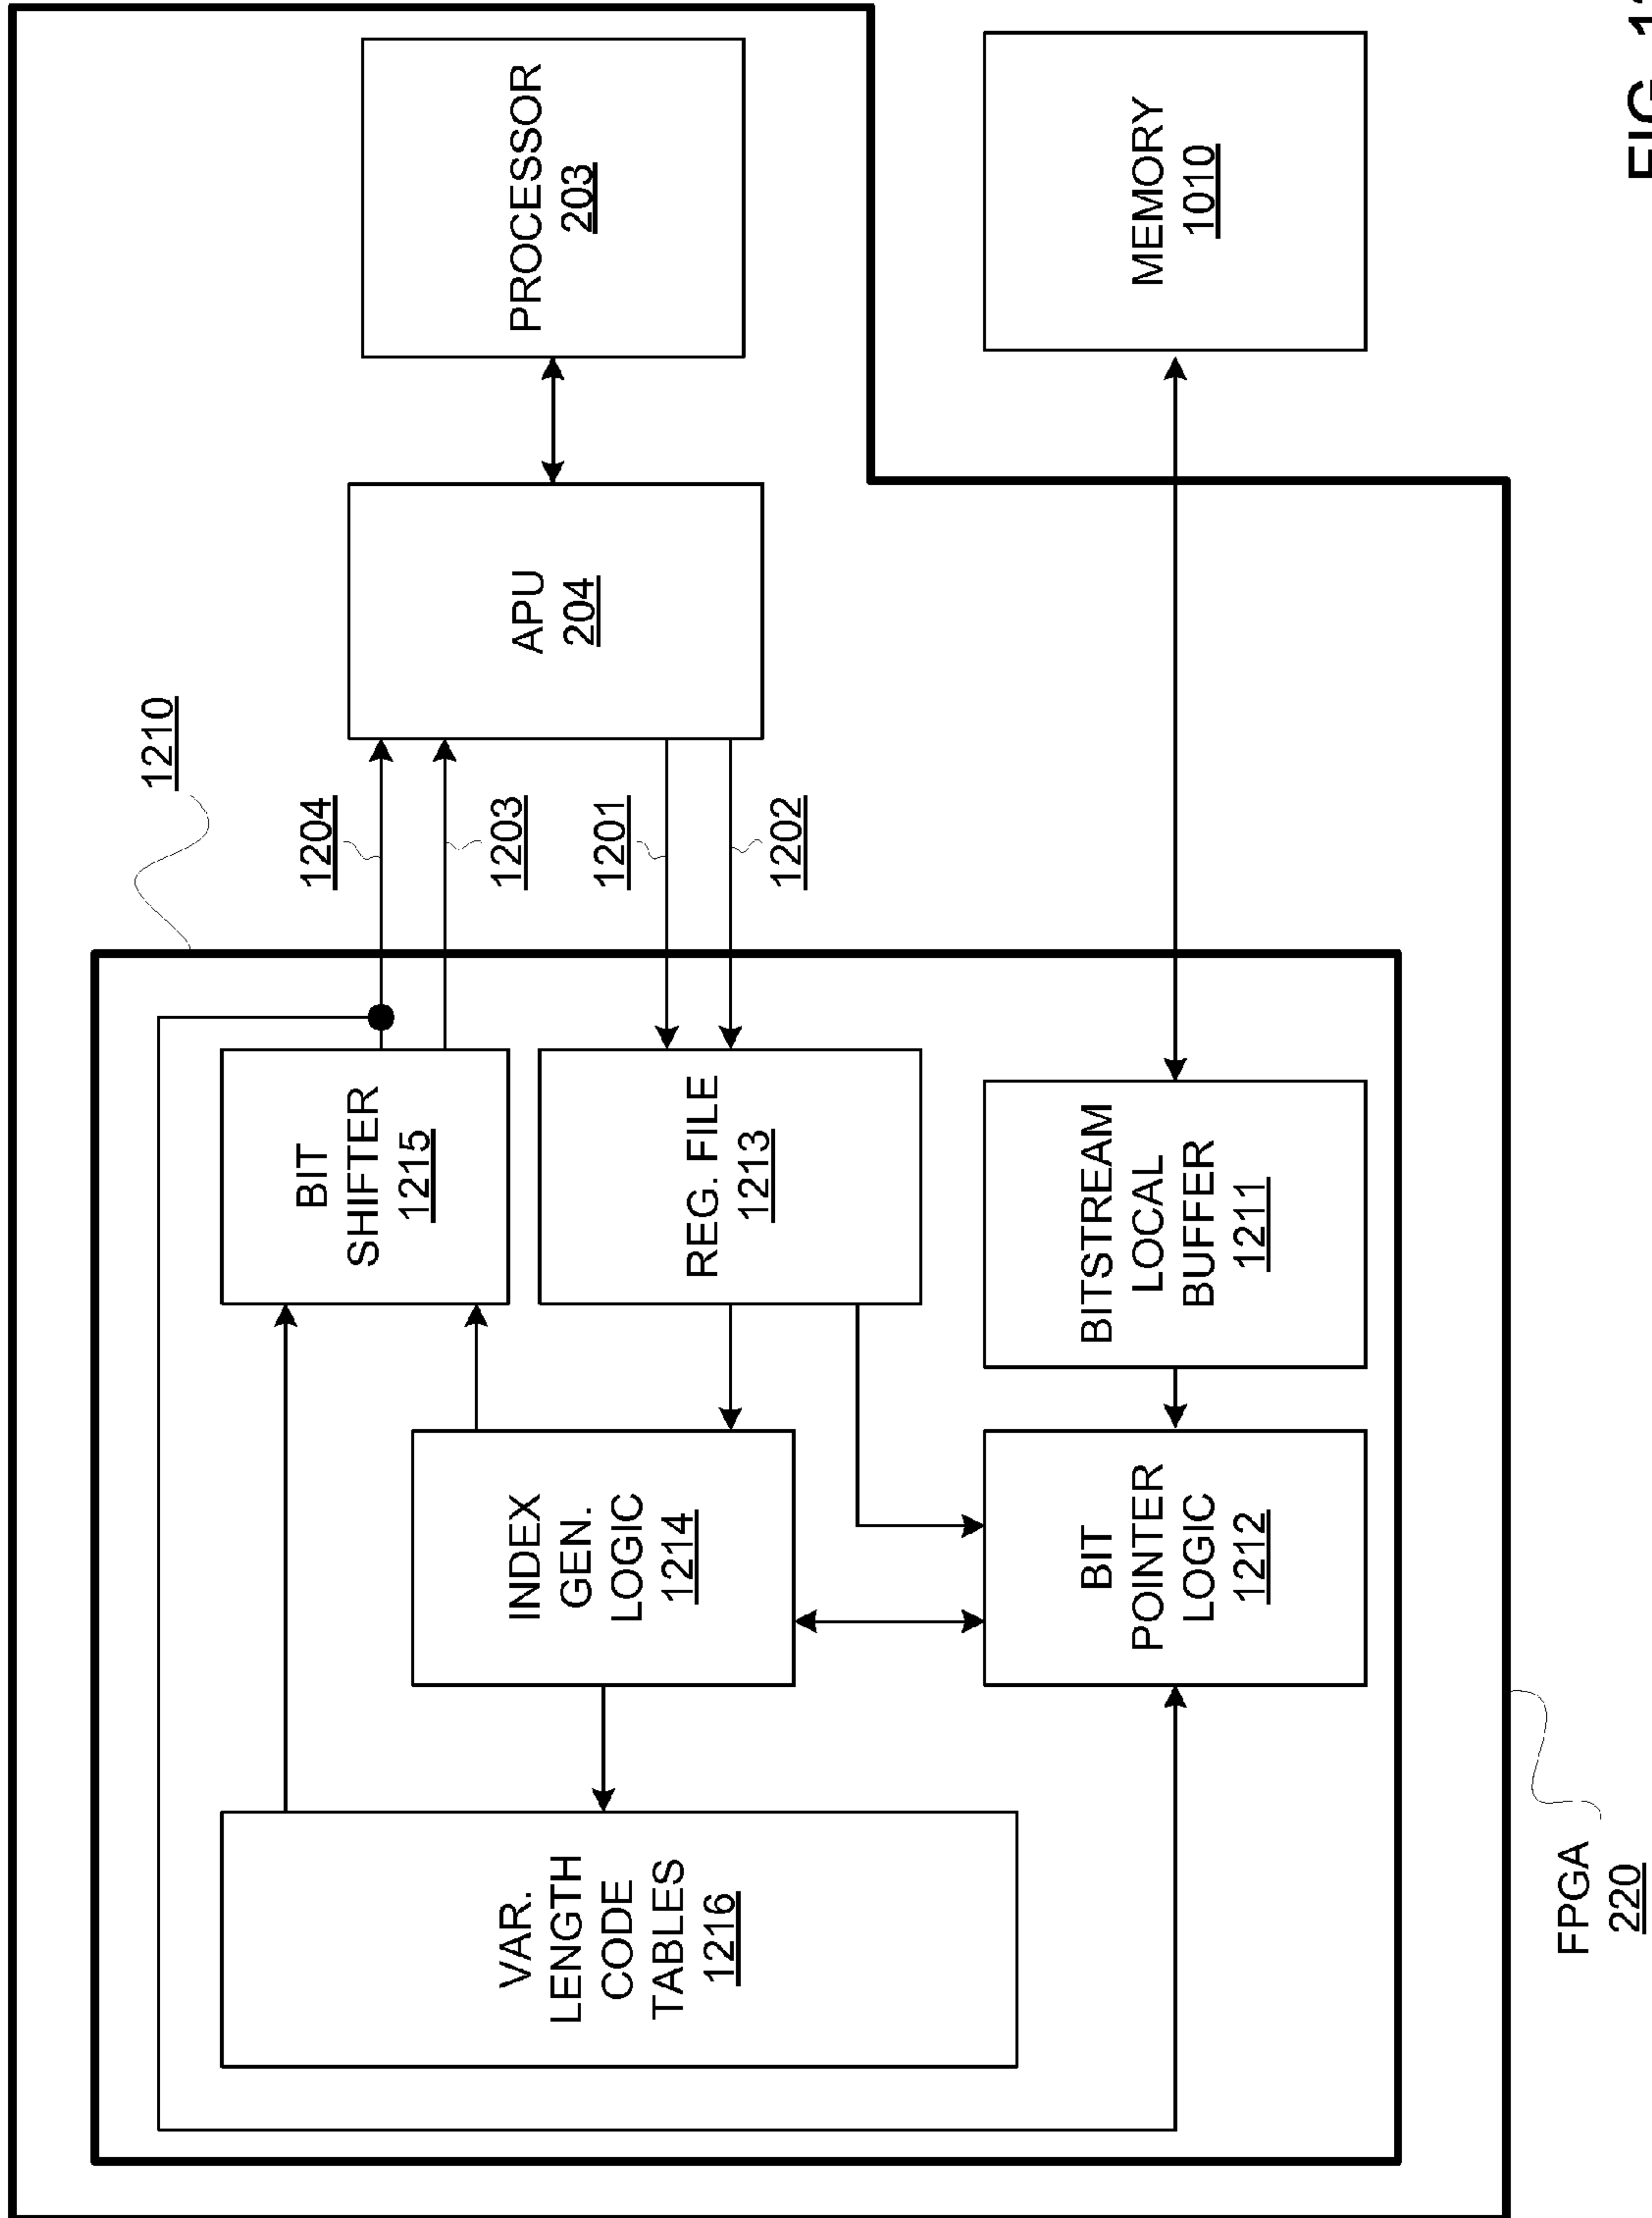 1210
BIT
SHIFTER
1215
1204
1203
VAR.
LENGTH
CODE
TABLES
1216
INDEX
GEN.
LOGIC
1214
REG. FILE
1213
1201
1202
APU
204
PROCESSOR
203
BIT
POINTER
LOGIC
1212
BITSTREAM
LOCAL
BUFFER
1211
MEMORY
1010
FPGA
220
FIG.